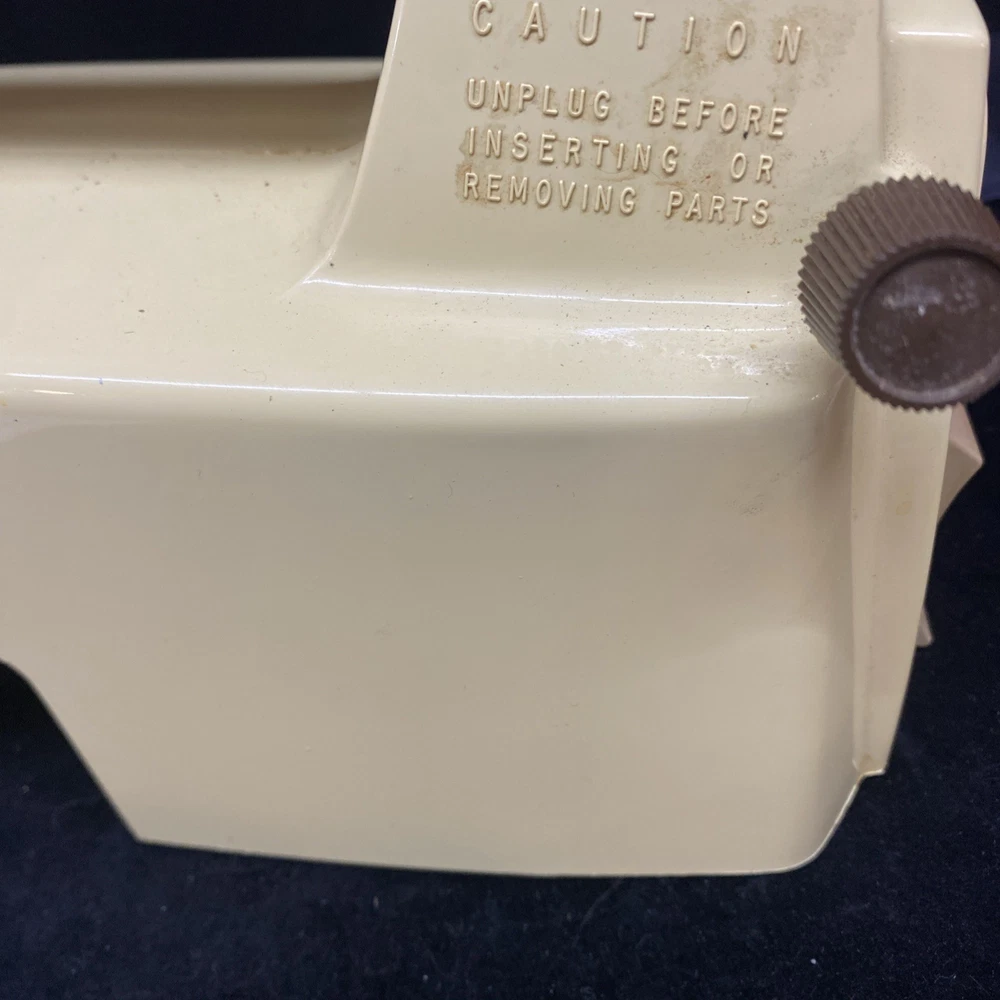 CAUTION
UNPLUG BEFORE
INSERTING OR
REMOVING PARTS